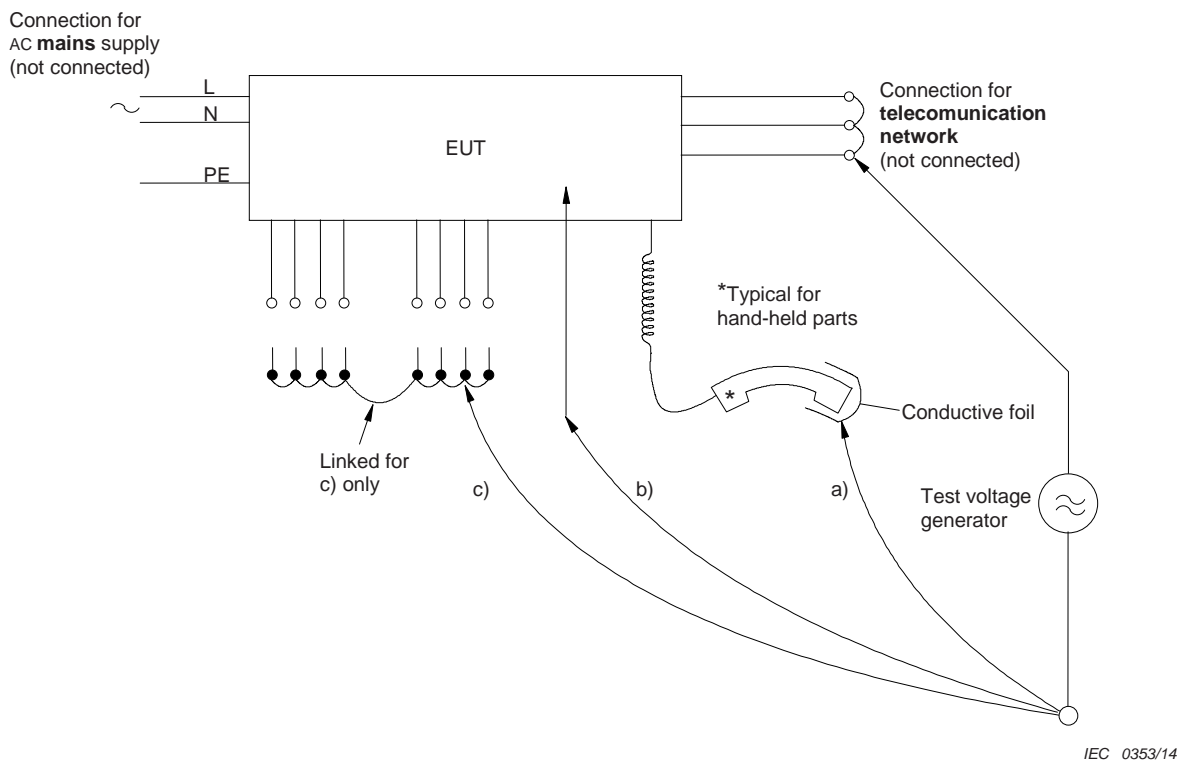 Connection for
AC mains supply
(not connected)
L
N
PE
EUT
Connection for
telecomunication
network
(not connected)
*Typical for
hand-held parts
*
Conductive foil
Linked for
c) only
c)
b)
a)
Test voltage
generator
IEC 0353/14